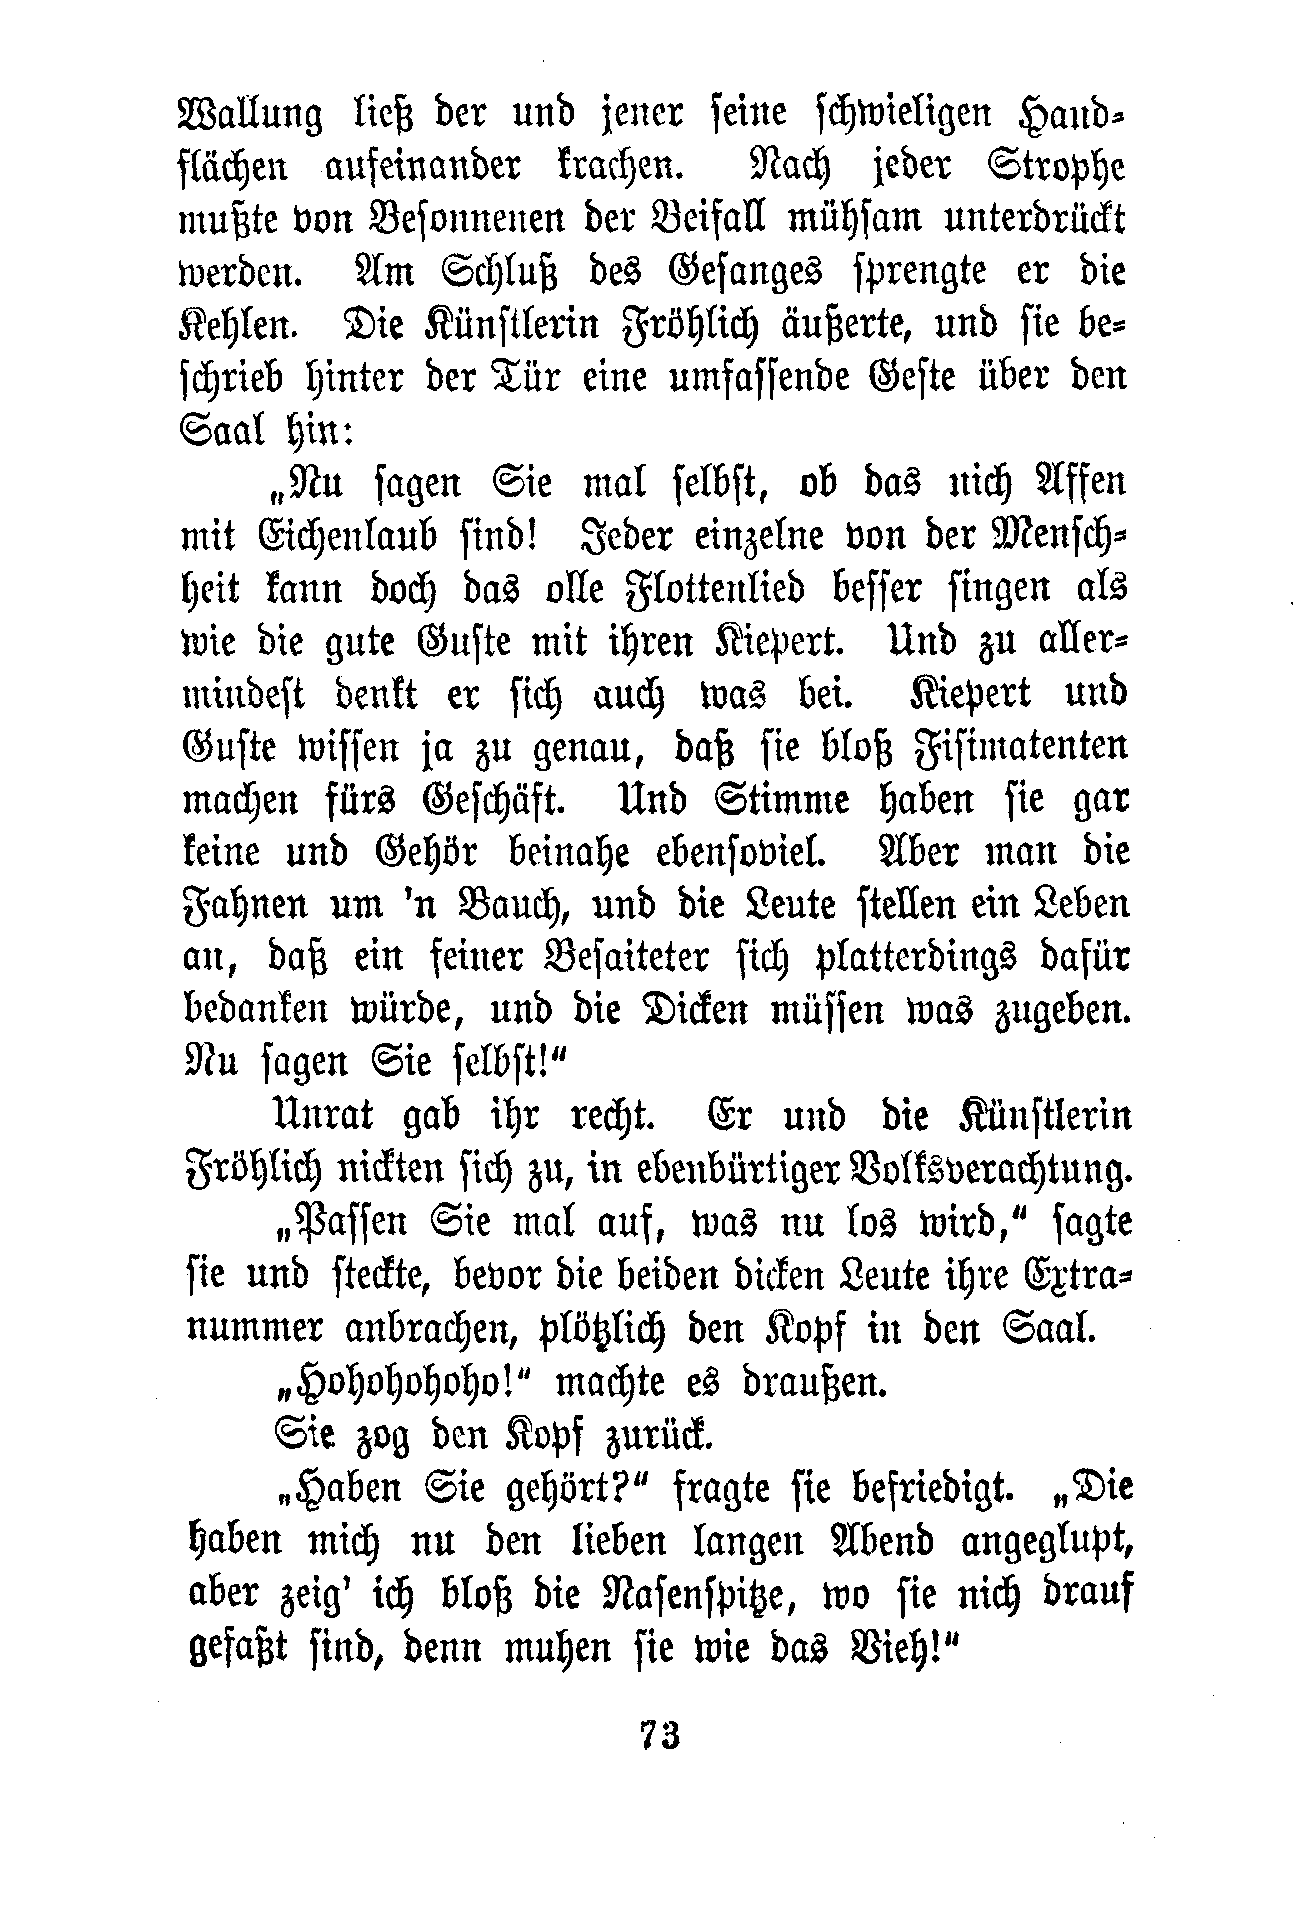 Wallung ließ der und jener seine schwieligen Hand-
flächen aufeinander krachen. Nach jeder Strophe
mußte von Besonnenen der Beifall mühsam unterdrückt
werden. Am Schluß des Gesanges sprengte er die
Kehlen. Die Künstlerin Fröhlich äußerte, und sie be-
schrieb hinter der Tür eine umfassende Geste über den
Saal hin:
„Nu sagen Sie mal selbst, ob das nich Affen
mit Eichenlaub sind! Jeder einzelne von der Mensch-
heit kann doch das olle Flottenlied besser singen als
wie die gute Guste mit ihren Kiepert. Und zu aller-
mindest denkt er sich auch was bei. Kiepert und
Guste wissen ja zu genau, daß sie bloß Fisimatenten
machen fürs Geschäft. Und Stimme haben sie gar
keine und Gehör beinahe ebensoviel. Aber man die
Fahnen um 'n Bauch, und die Leute stellen ein Leben
an, daß ein feiner Besaiteter sich platterdings dafür
bedanken würde, und die Dicken müssen was zugeben.
Nu sagen Sie selbst!“
Unrat gab ihr recht. Er und die Künstlerin
Fröhlich nickten sich zu, in ebenbürtiger Volksverachtung.
„Passen Sie mal auf, was nu los wird,“ sagte
sie und steckte, bevor die beiden dicken Leute ihre Extra-
nummer anbrachen, plötzlich den Kopf in den Saal.
„Hohohohoho!“ machte es draußen.
Sie zog den Kopf zurück.
„Haben Sie gehört?“ fragte sie befriedigt. „Die
haben mich nu den lieben langen Abend angeglupt,
aber zeig' ich bloß die Nasenspitze, wo sie nich drauf
gefaßt sind, denn muhen sie wie das Vieh!“
73